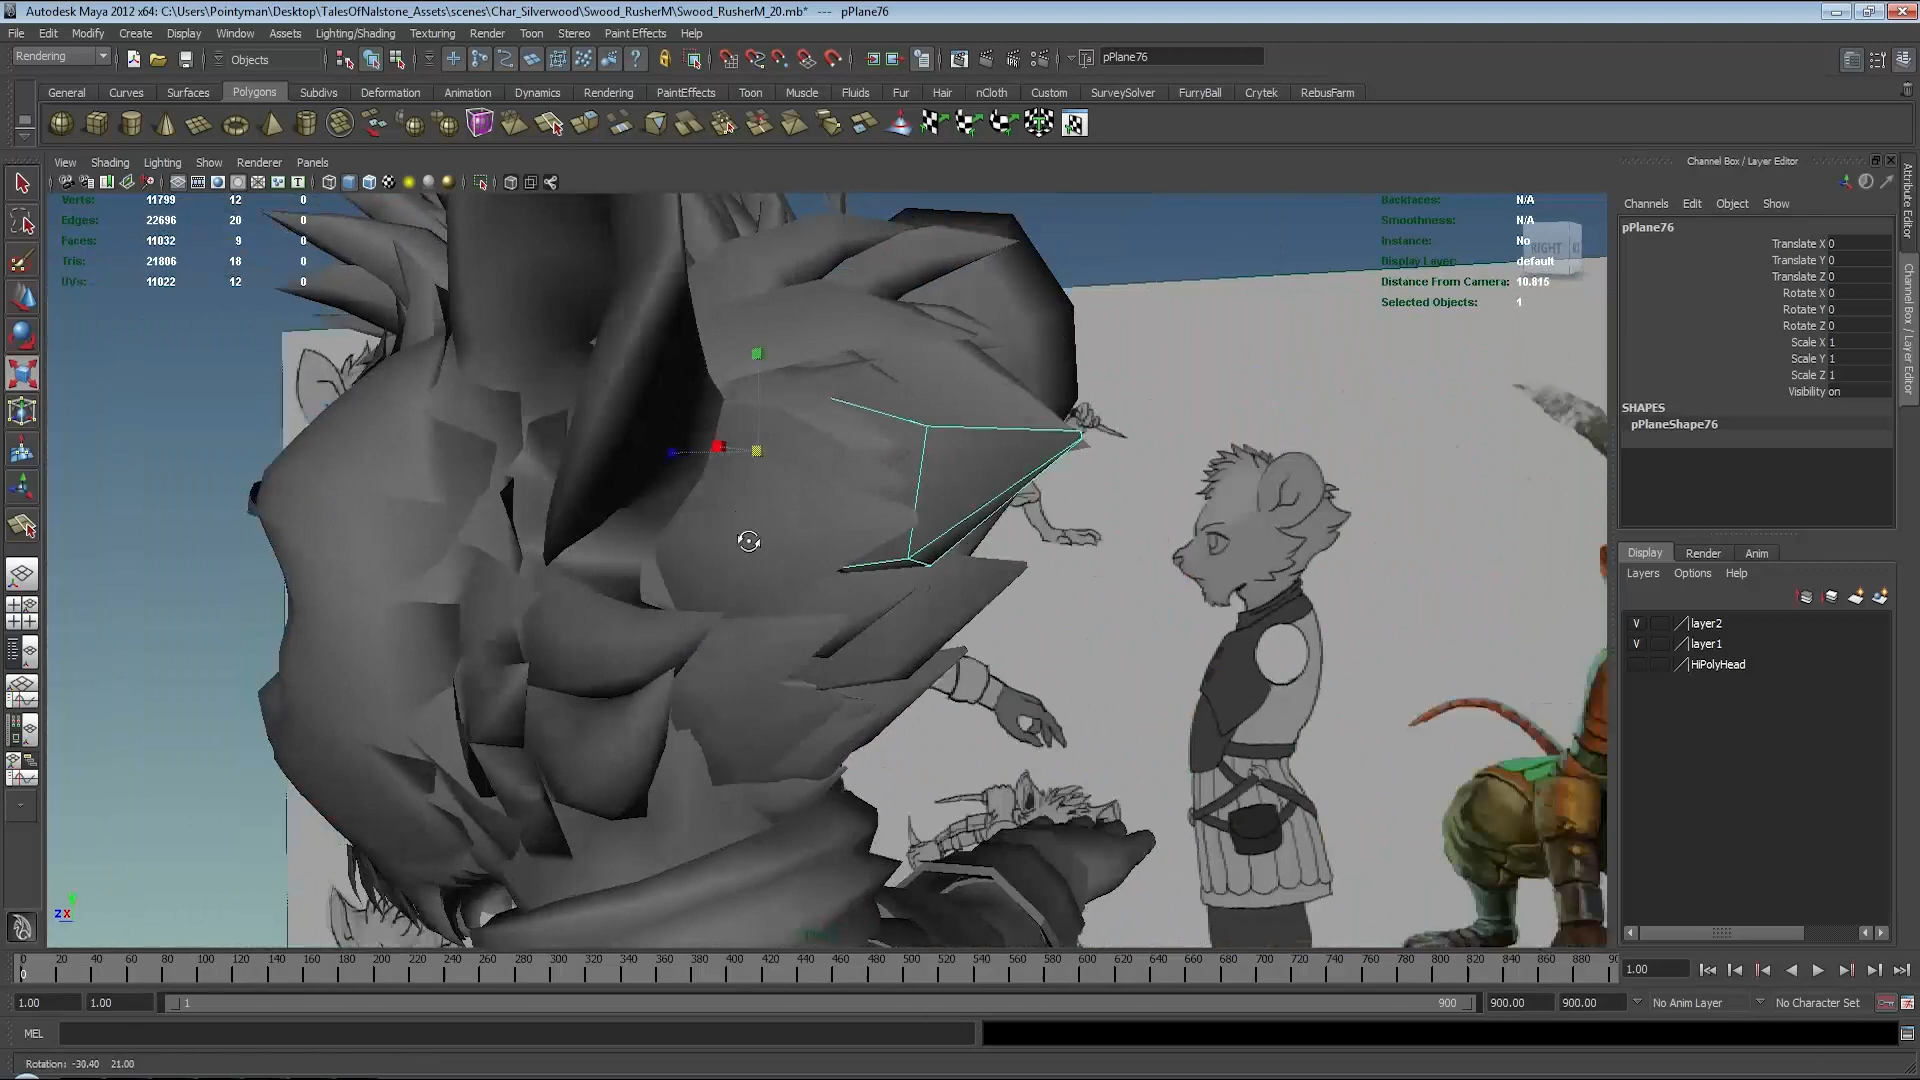 Autodesk Maya 2012 x64: C:\Users\Pointyman\Desktop\TalesOfNalstone_Assets\scenes\Char_Silverwood\Swood_RusherM\Swood_RusherM_20.mb* --- pPlane76
File Edit Modify Create Display Window Assets Lighting/Shading Texturing Render Toon Stereo Paint Effects Help
Rendering Objects pPlane76
General Curves Surfaces Polygons Subdivs Deformation Animation Dynamics Rendering PaintEffects Toon Muscle Fluids Fur Hair nCloth Custom SurveySolver FurryBall Crytek RebusFarm
View Shading Lighting Show Renderer Panels
Channel Box / Layer Editor
Channels Edit Object Show
Verts: 11799 12 0
Edges: 22696 20 0
Faces: 11032 9 0
Tris: 21806 18 0
UVs: 11022 12 0
Backfaces: N/A
Smoothness: N/A
Instance: No
Display Layer: default
Distance From Camera: 10.815
Selected Objects: 1
RIGHT
pPlane76
Translate X 0
Translate Y 0
Translate Z 0
Rotate X 0
Rotate Y 0
Rotate Z 0
Scale X 1
Scale Y 1
Scale Z 1
Visibility on
SHAPES
pPlaneShape76
Attribute Editor
Channel Box / Layer Editor
Display Render Anim
Layers Options Help
V layer2
V layer1
HiPolyHead
z x
0 20 40 60 80 100 120 140 160 180 200 220 240 260 280 300 320 340 360 380 400 420 440 460 480 500 520 540 560 580 600 620 640 660 680 700 720 740 760 780 800 820 840 860 880 90
0
1.00
1.00 1.00 1 900 900.00 900.00 No Anim Layer No Character Set
MEL
Rotation: -30.40 21.00